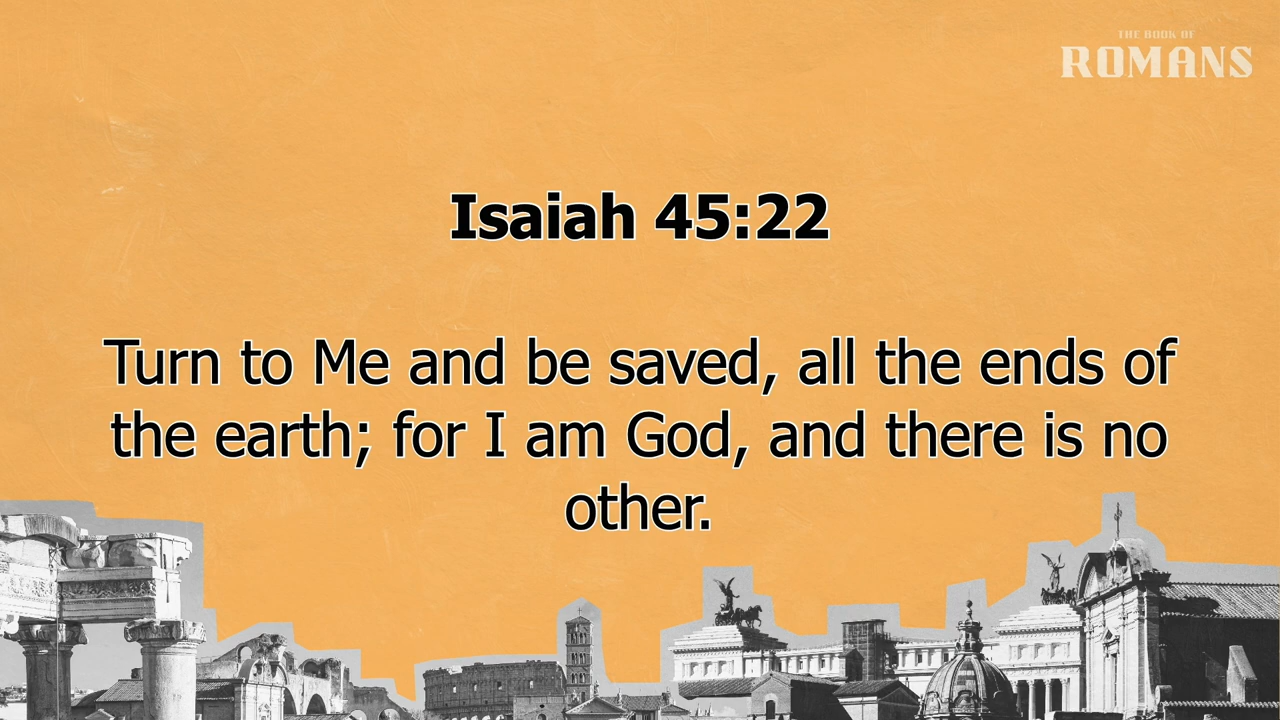 THE BOOK OF
ROMANS
Isaiah 45:22
Turn to Me and be saved, all the ends of
the earth; for I am God, and there is no
other.